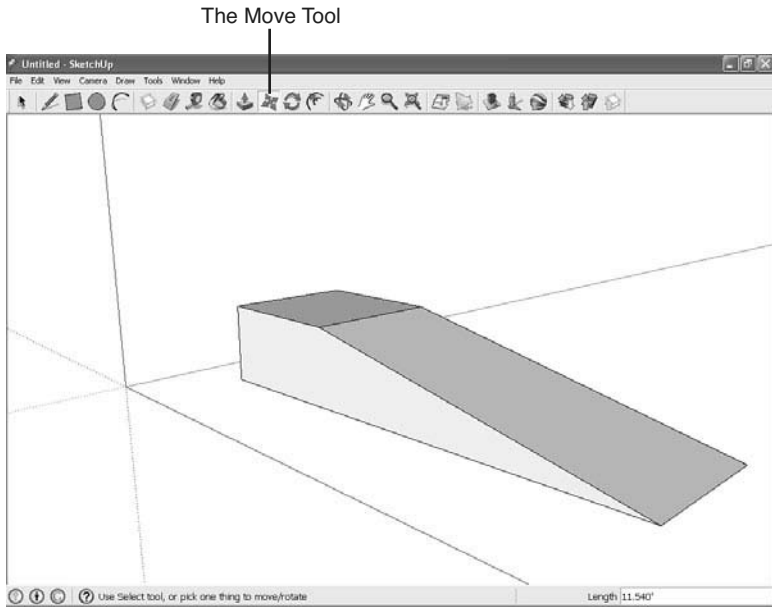 The Move Tool
Untitled - SketchUp
File Edit View Camera Draw Tools Window Help
Use Select tool, or pick one thing to move/rotate
Length 11.540'